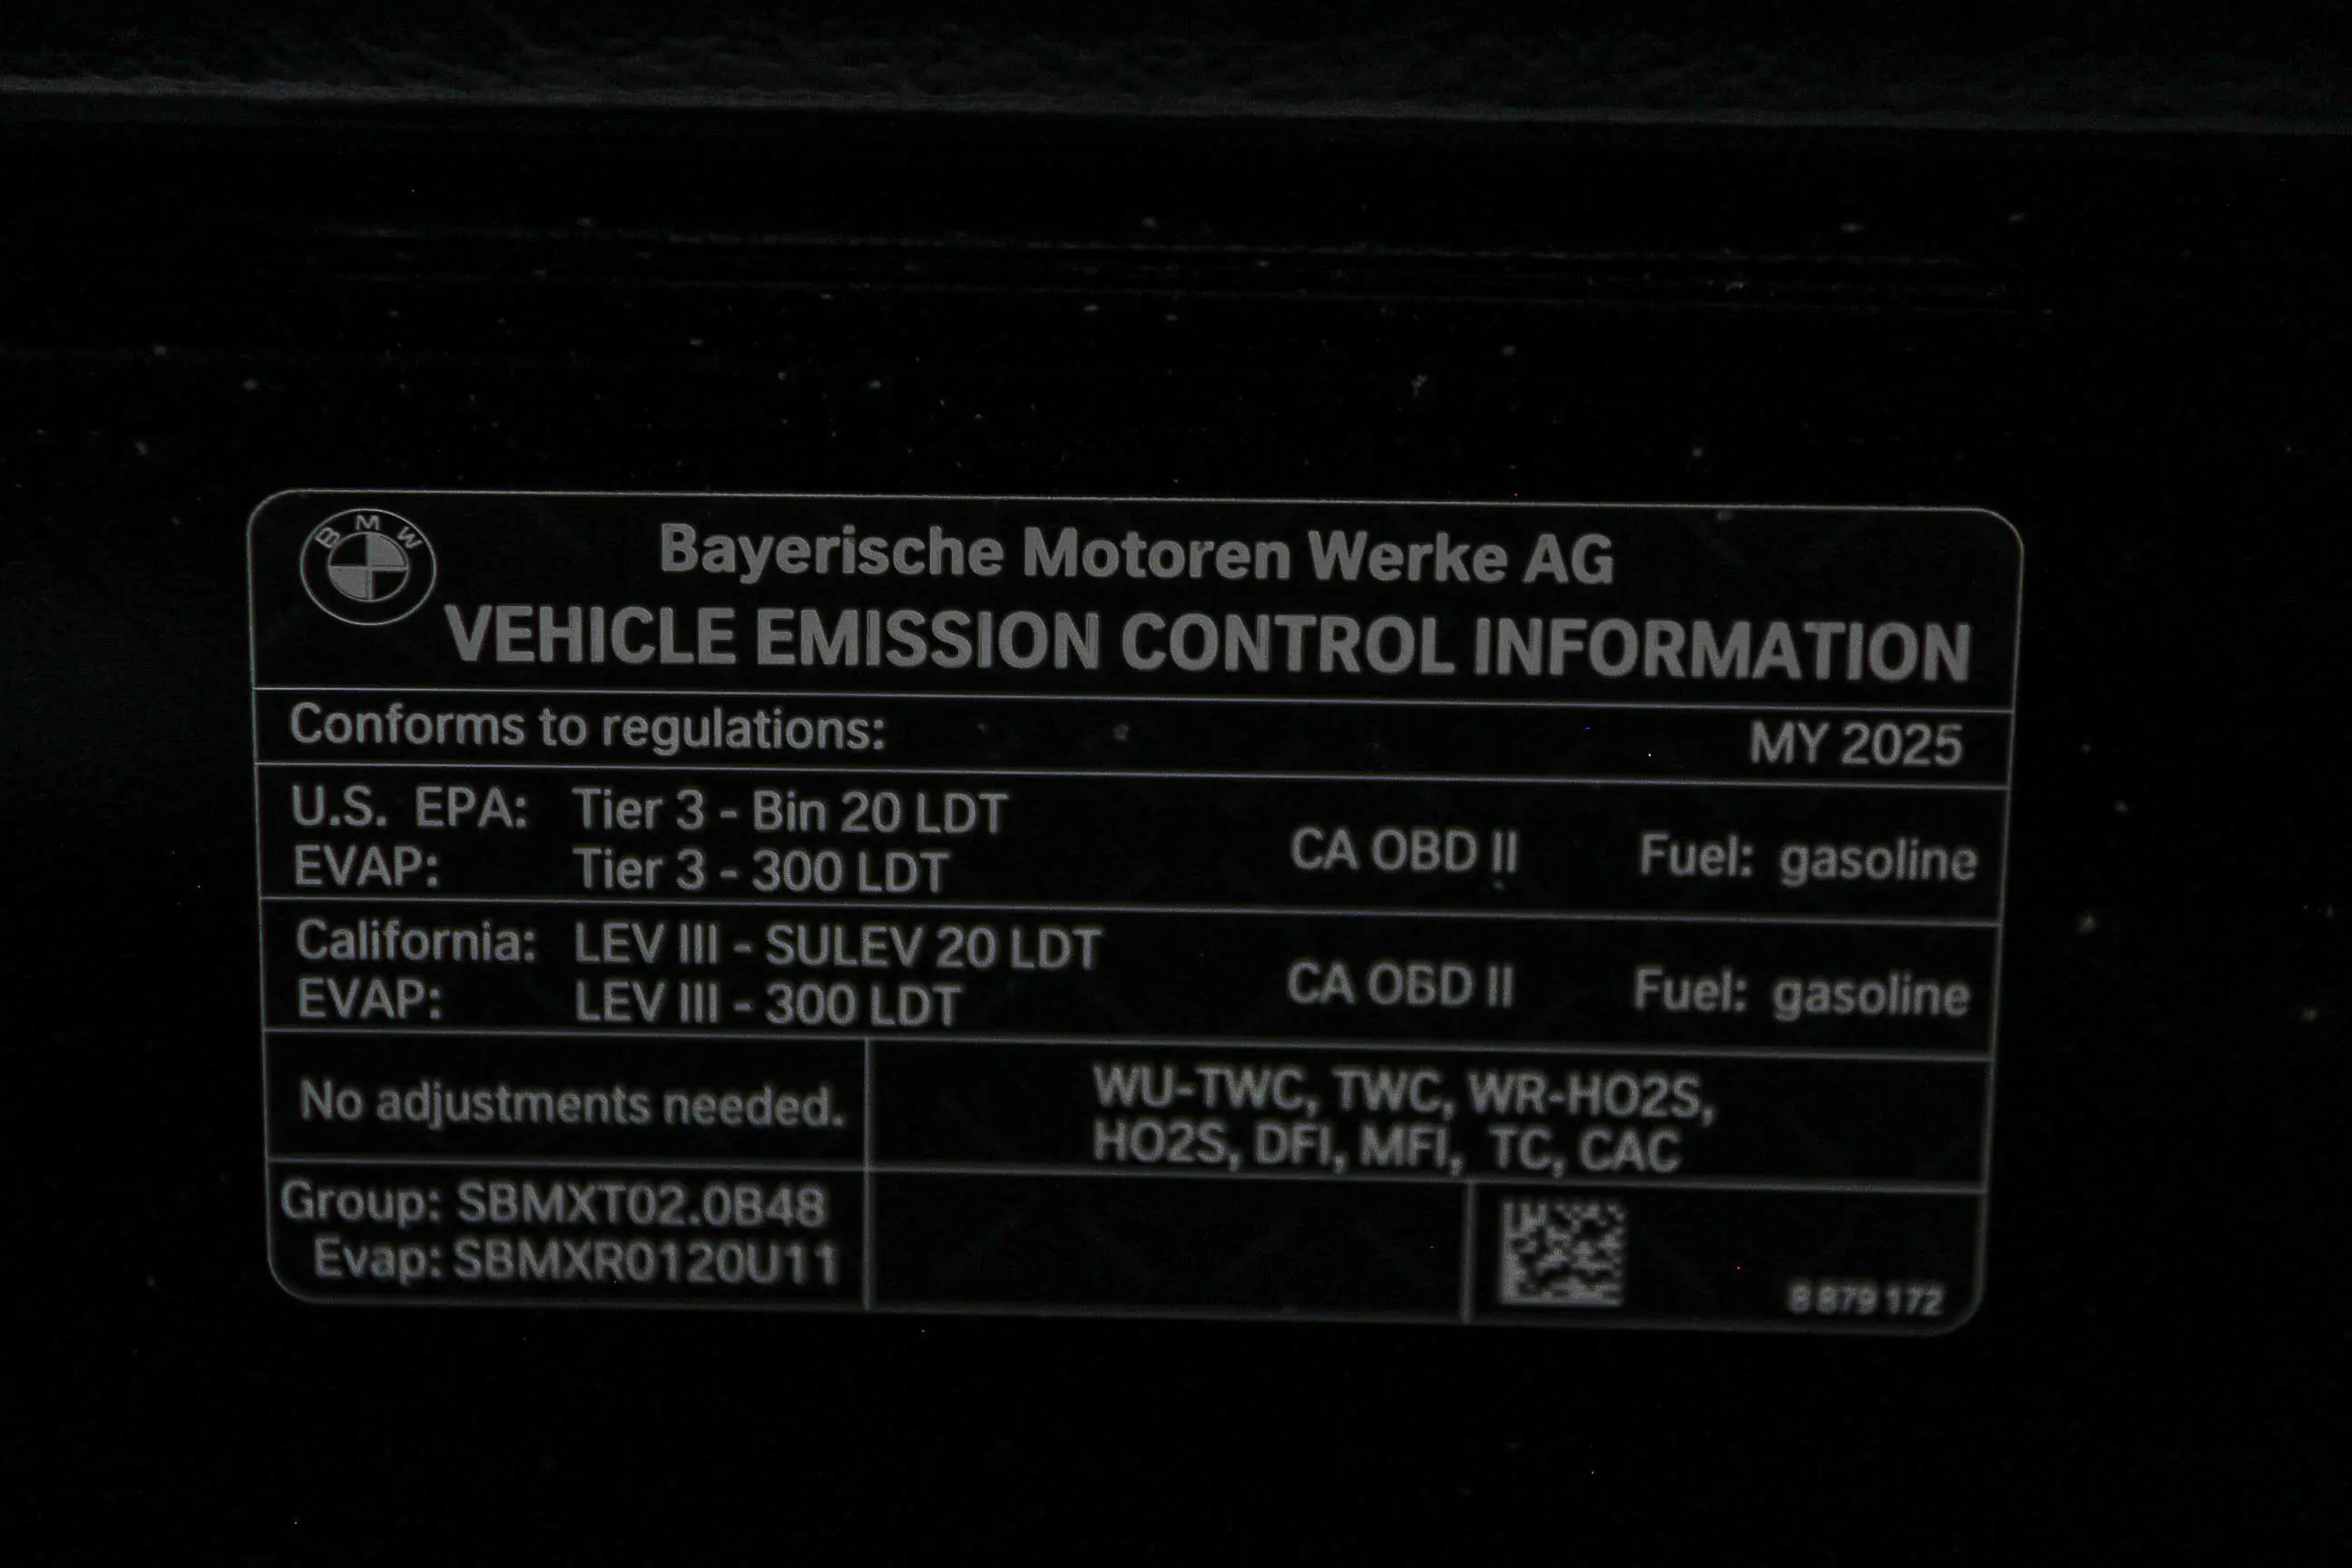 BMW
Bayerische Motoren Werke AG
VEHICLE EMISSION CONTROL INFORMATION
Conforms to regulations: MY 2025
U.S. EPA: Tier 3 - Bin 20 LDT
EVAP: Tier 3 - 300 LDT
CA OBD II Fuel: gasoline
California: LEV III - SULEV 20 LDT
EVAP: LEV III - 300 LDT
CA OBD II Fuel: gasoline
No adjustments needed.
WU-TWC, TWC, WR-HO2S,
HO2S, DFI, MFI, TC, CAC
Group: SBMXT02.0B48
Evap: SBMXR0120U11
8 879 172